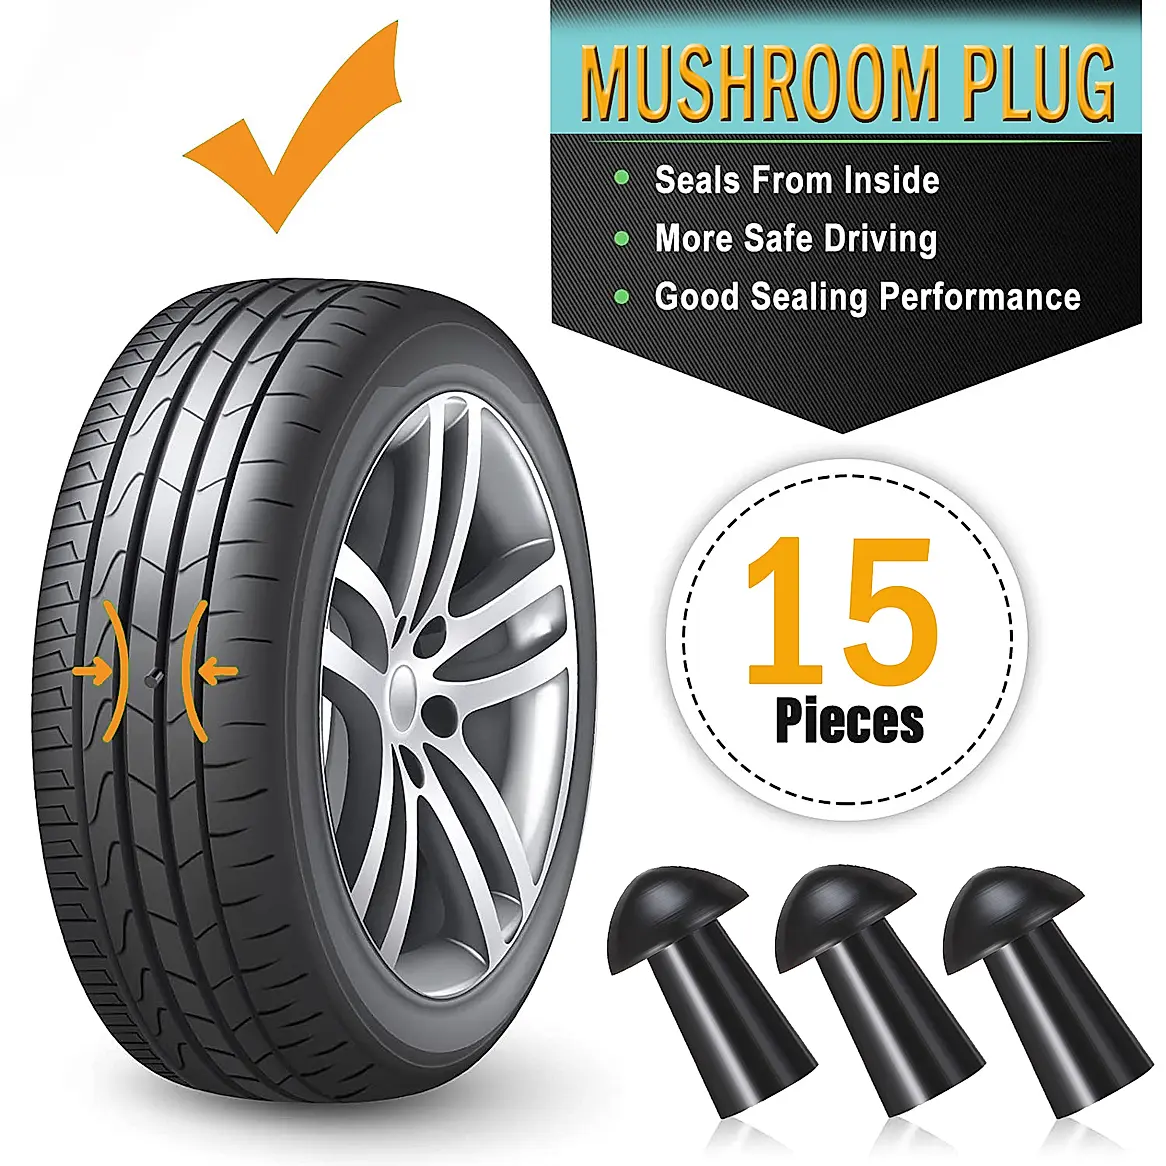 MUSHROOM PLUG
Seals From Inside
More Safe Driving
Good Sealing Performance
15
Pieces